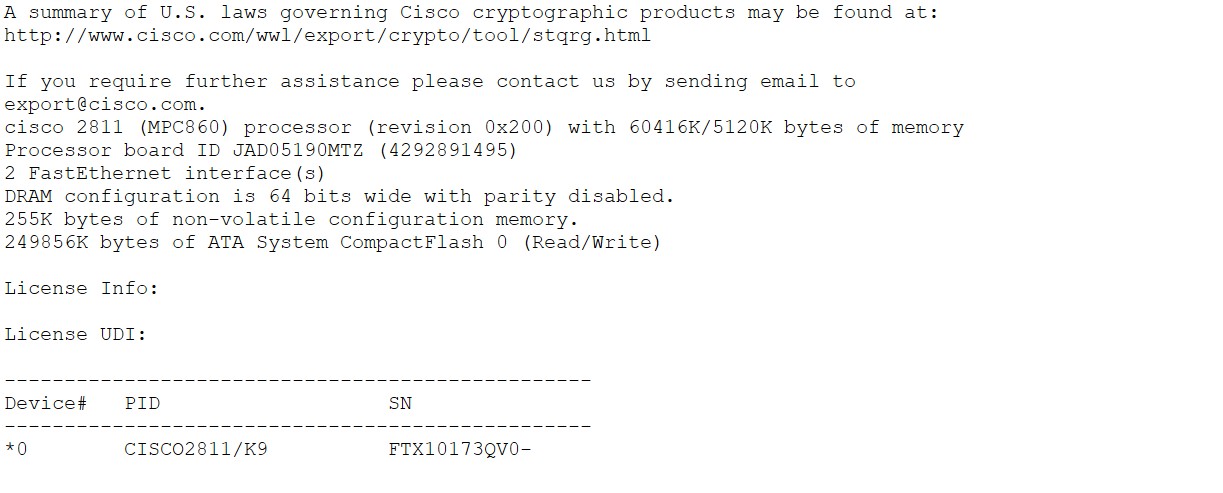 A summary of U.S. laws governing Cisco cryptographic products may be found at:
http://www.cisco.com/wwl/export/crypto/tool/stqrg.html
If you require further assistance please contact us by sending email to
export@cisco.com.
cisco 2811 (MPC860) processor (revision 0x200) with 60416K/5120K bytes of memory
Processor board ID JAD05190MTZ (4292891495)
2 FastEthernet interface(s)
DRAM configuration is 64 bits wide with parity disabled.
255K bytes of non-volatile configuration memory.
249856K bytes of ATA System CompactFlash 0 (Read/Write)
License Info:
License UDI:
-------------------------------------------------
Device# PID SN
-------------------------------------------------
*0 CISCO2811/K9 FTX10173QV0-